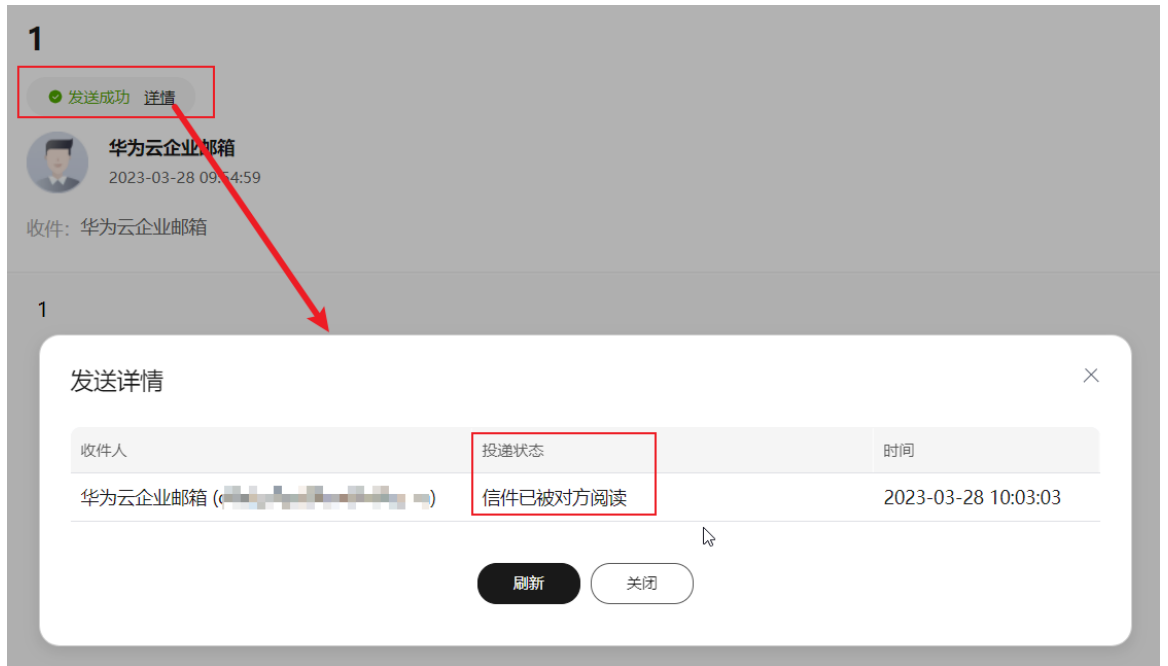 1
发送成功 详情
华为云企业邮箱
2023-03-28 09:54:59
收件: 华为云企业邮箱
1
发送详情
收件人 投递状态 时间
华为云企业邮箱 ( ) 信件已被对方阅读 2023-03-28 10:03:03
刷新 关闭